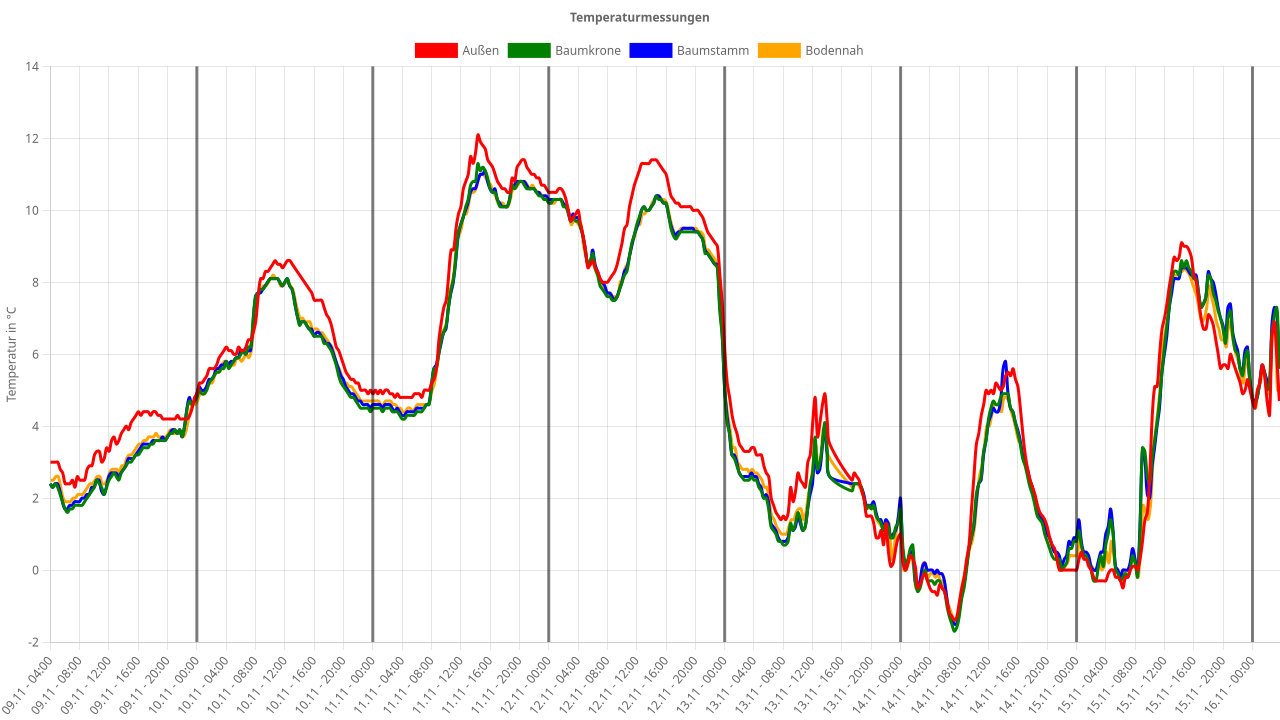 Temperaturmessungen
Außen Baumkrone Baumstamm Bodennah
Temperatur in °C
14
12
10
8
6
4
2
0
-2
09.11 - 04:00
09.11 - 08:00
09.11 - 12:00
09.11 - 16:00
09.11 - 20:00
10.11 - 00:00
10.11 - 04:00
10.11 - 08:00
10.11 - 12:00
10.11 - 16:00
10.11 - 20:00
11.11 - 00:00
11.11 - 04:00
11.11 - 08:00
11.11 - 12:00
11.11 - 16:00
11.11 - 20:00
12.11 - 00:00
12.11 - 04:00
12.11 - 08:00
12.11 - 12:00
12.11 - 16:00
12.11 - 20:00
13.11 - 00:00
13.11 - 04:00
13.11 - 08:00
13.11 - 12:00
13.11 - 16:00
13.11 - 20:00
14.11 - 00:00
14.11 - 04:00
14.11 - 08:00
14.11 - 12:00
14.11 - 16:00
14.11 - 20:00
15.11 - 00:00
15.11 - 04:00
15.11 - 08:00
15.11 - 12:00
15.11 - 16:00
15.11 - 20:00
16.11 - 00:00